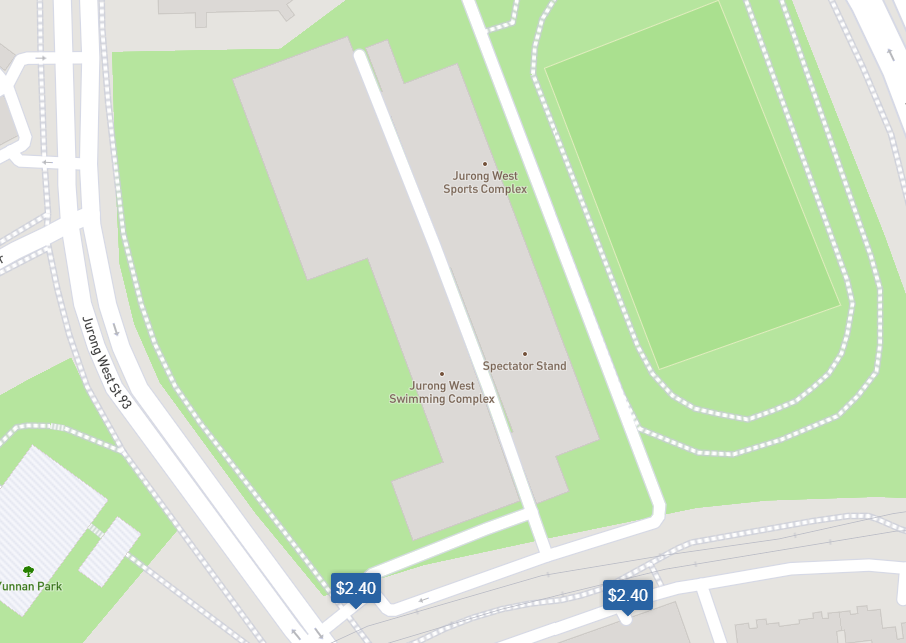 Jurong West
Sports Complex
Jurong West St 93
Spectator Stand
Jurong West
Swimming Complex
Yunnan Park
$2.40
$2.40